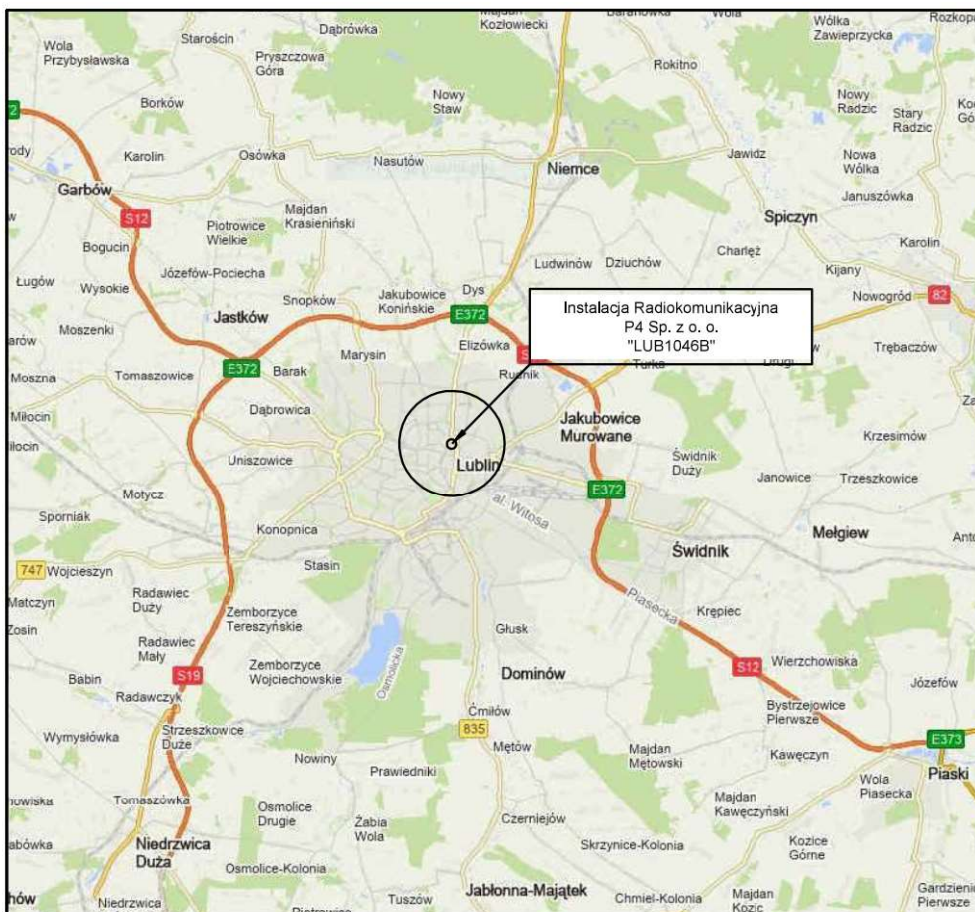 Majdan
Kozłowiecki
Dąbrówka
Wola
Starościn
Wola
Przybysławska
Pryszczowa
Góra
Wólka
Zawieprzycka
Rokitno
Nowy
Staw
Nowy
Radzic
Stary
Radzic
Borków
Karolin
Osówka
Nasutów
Niemce
Jawidz
Nowa
Wólka
Garbów
Januszówka
S12
Majdan
Krasieniński
Piotrowice
Wielkie
Spiczyn
Bogucin
Charlęż
Karolin
Ludwinów
Dziuchów
Kijany
Ługów
Wysokie
Józefów-Pociecha
Snopków
Jakubowice
Konińskie
Dys
Nowogród
82
Jastków
E372
Instalacja Radiokomunikacyjna
P4 Sp. z o. o.
"LUB1046B"
Moszenki
Elizówka
Marysin
Trębaczów
E372
Barak
Rudnik
Turka
Moszna
Tomaszowice
Dąbrowica
Miłocin
Jakubowice
Murowane
Krzesimów
Uniszowice
Lublin
Świdnik
Duży
Janowice
Trzeszkowice
Motycz
E372
al. Witosa
Sporniak
Konopnica
Mełgiew
Świdnik
Stasin
747
Wojcieszyn
Matczyn
Radawiec
Duży
Piasecka
Krępiec
Zosin
Zemborzyce
Tereszyńskie
Głusk
Radawiec
Mały
S19
Zemborzyce
Wojciechowskie
Osmolicka
Dominów
S12
Wierzchowiska
Babin
Józefów
Radawczyk
Ćmiłów
Bystrzejowice
Pierwsze
Strzeszkowice
Duże
835
E373
Wymysłówka
Mętów
Nowiny
Majdan
Mętowski
Kawęczyn
Prawiedniki
Wola
Piasecka
Piaski
Tomaszówka
Osmolice
Drugie
Majdan
Kawęczyński
Żabia
Wola
Czerniejów
Niedrzwica
Duża
Skrzynice-Kolonia
Kozice
Górne
Osmolice-Kolonia
Jabłonna-Majątek
Tuszów
Chmiel-Kolonia
Majdan
Kozic
Gardzienice
Pierwsze
Niedrzwica